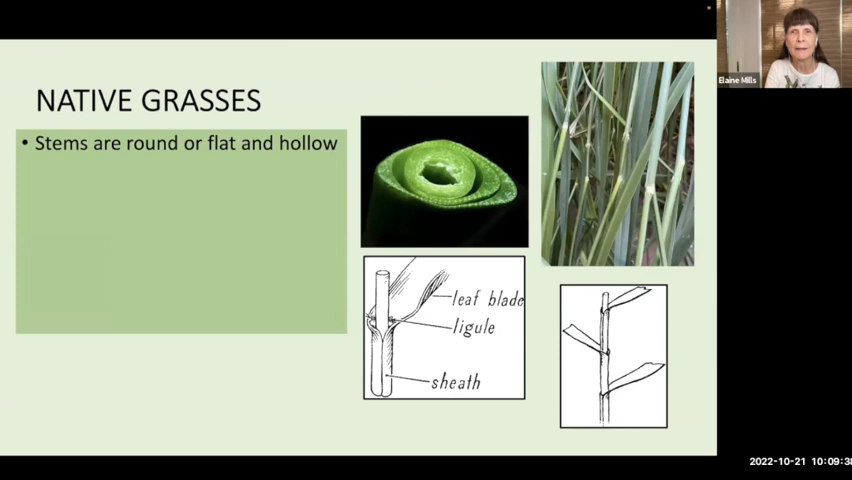 NATIVE GRASSES
• Stems are round or flat and hollow
leaf blade
ligule
sheath
Elaine Mills
2022-10-21 10:09:38